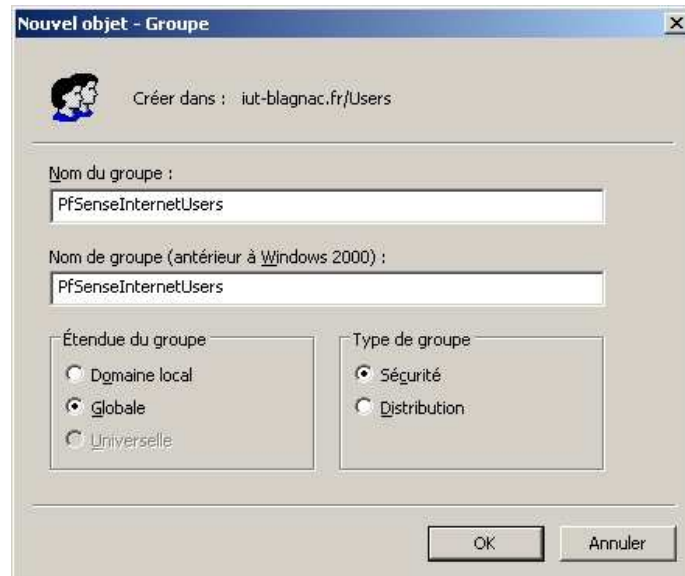 Nouvel objet - Groupe
Créer dans : iut-blagnac.fr/Users
Nom du groupe :
PfSenseInternetUsers
Nom de groupe (antérieur à Windows 2000) :
PfSenseInternetUsers
Étendue du groupe
Domaine local
Globale
Universelle
Type de groupe
Sécurité
Distribution
OK
Annuler